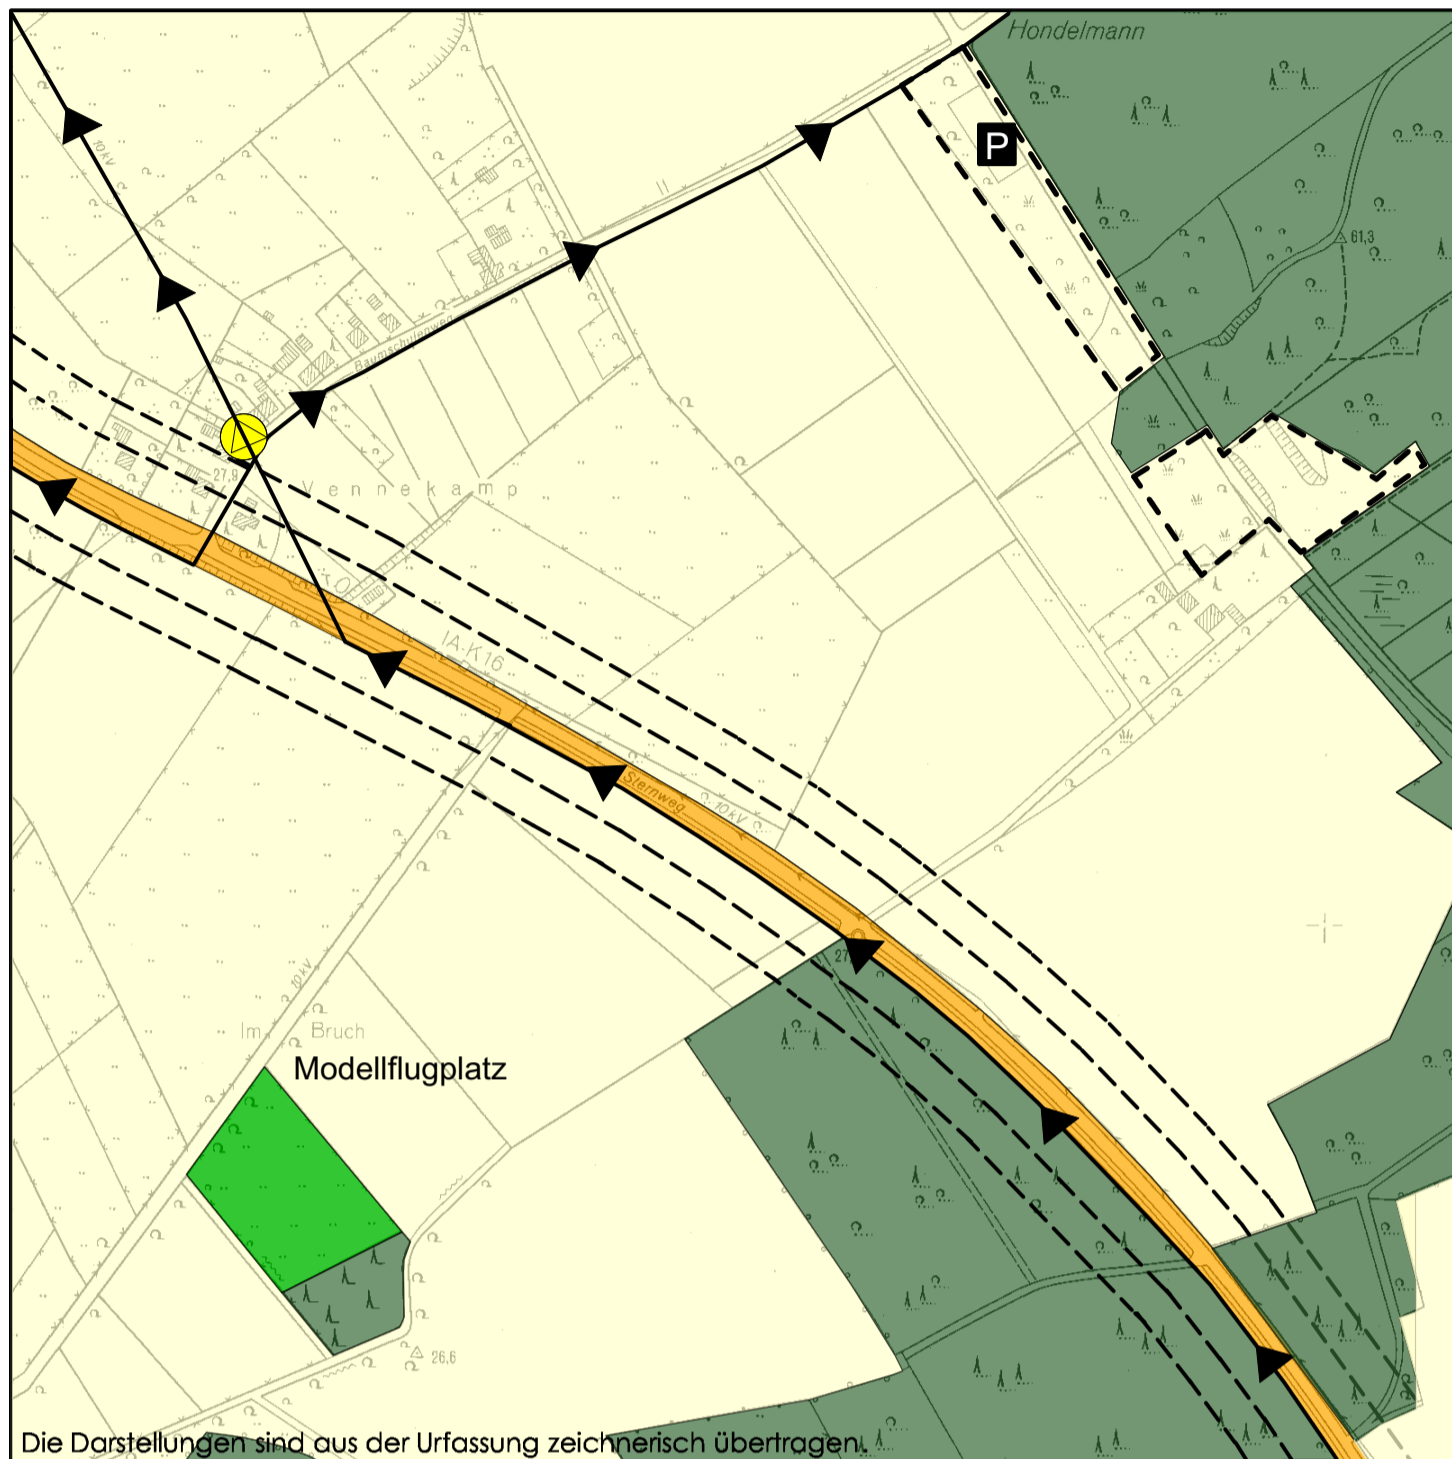 Hondelmann
P
10 kV
61,3
Baumschulenweg
27,9
Vennekamp
IA·K16
Sternweg
10 kV
10 kV
Im Bruch
Modellflugplatz
26,6
Die Darstellungen sind aus der Urfassung zeichnerisch übertragen.